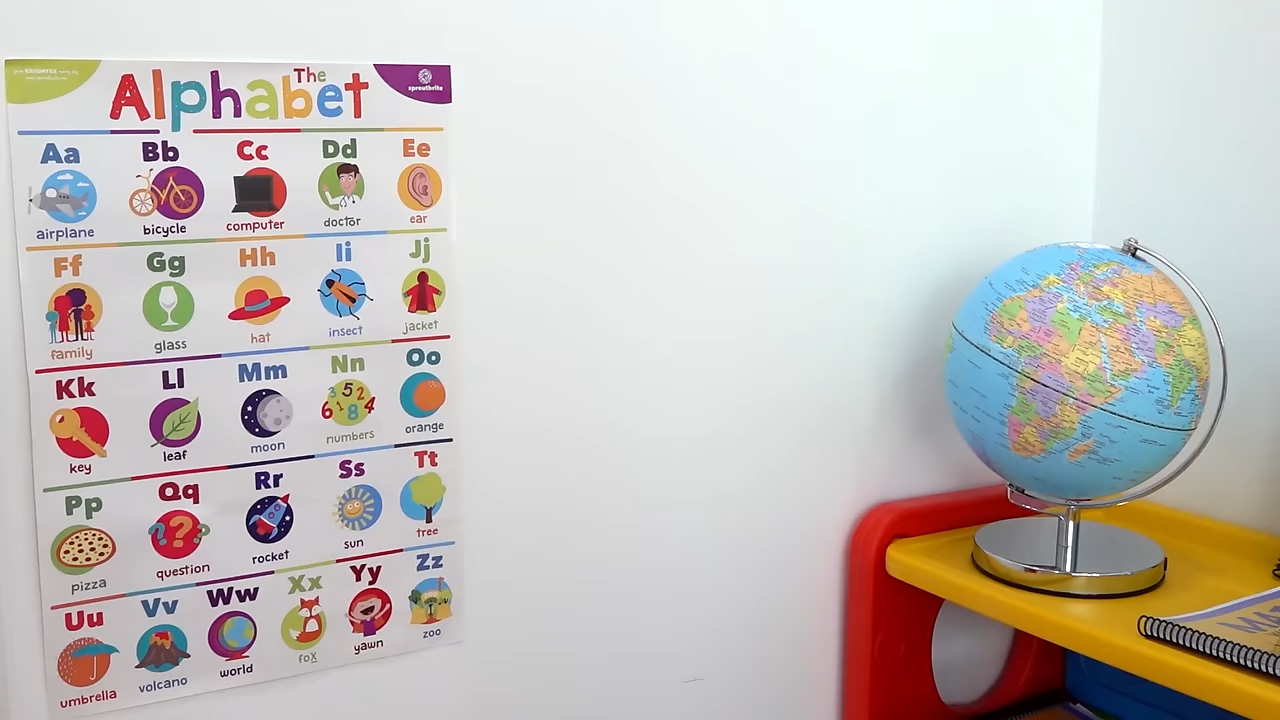 The
Alphabet
sproutbrite
Aa Bb Cc Dd Ee
airplane bicycle computer doctor ear
Ff Gg Hh Ii Jj
family glass hat insect jacket
Kk Ll Mm Nn Oo
key leaf moon numbers orange
Pp Qq Rr Ss Tt
pizza question rocket sun tree
Uu Vv Ww Xx Yy Zz
umbrella volcano world fox yawn zoo